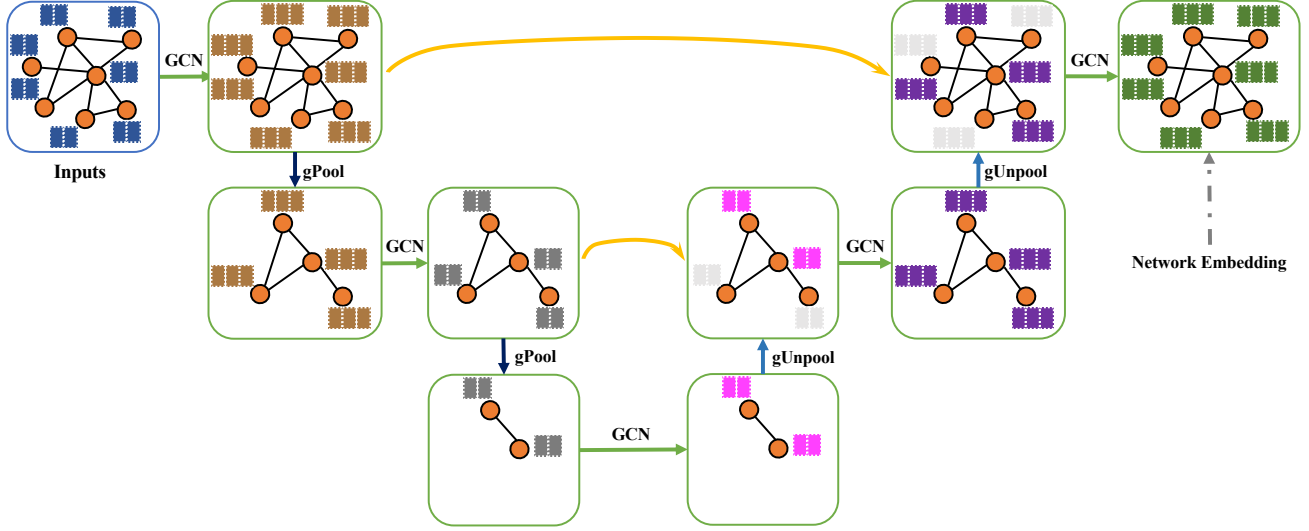 GCN
GCN
Inputs
gPool
gUnpool
GCN
GCN
Network Embedding
gPool
gUnpool
GCN